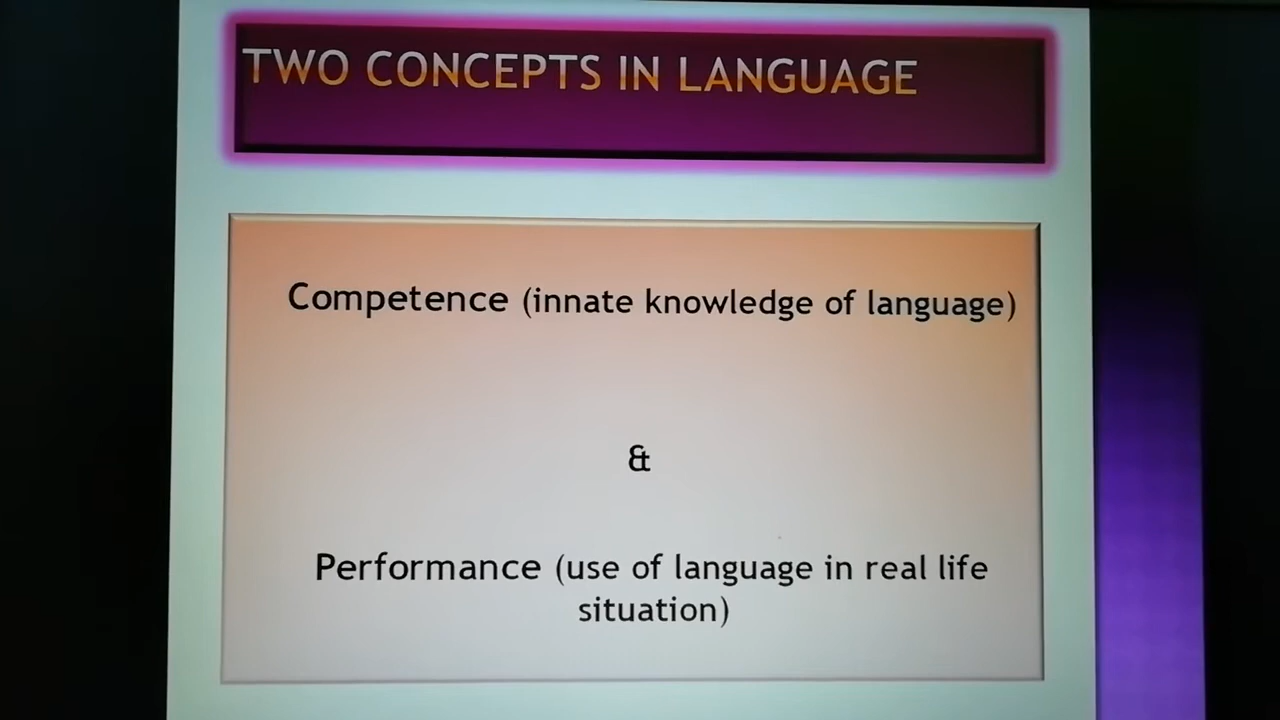 TWO CONCEPTS IN LANGUAGE
Competence (innate knowledge of language)
&
Performance (use of language in real life
situation)